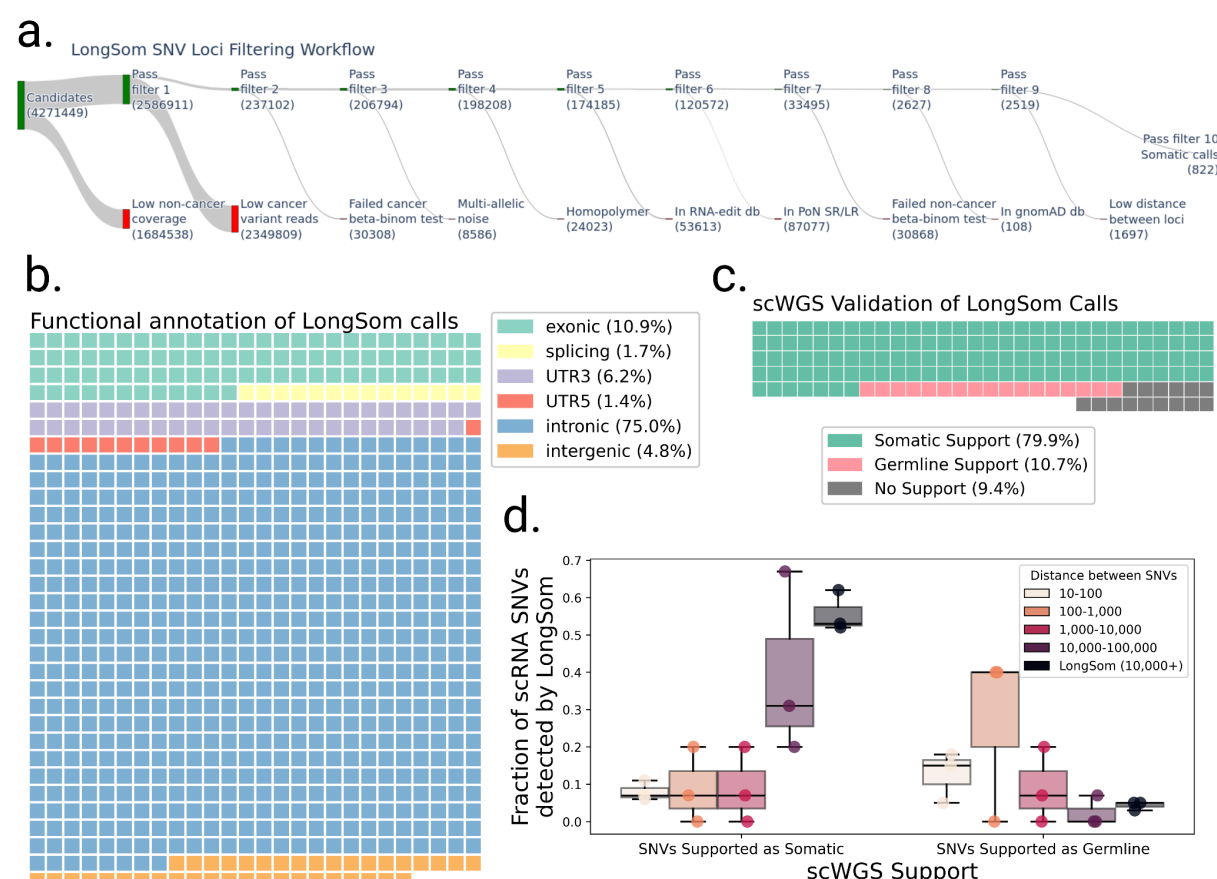 a.
LongSom SNV Loci Filtering Workflow
Candidates
(4271449)
Pass
filter 1
(2586911)
Pass
filter 2
(237102)
Pass
filter 3
(206794)
Pass
filter 4
(198208)
Pass
filter 5
(174185)
Pass
filter 6
(120572)
Pass
filter 7
(33495)
Pass
filter 8
(2627)
Pass
filter 9
(2519)
Pass filter 10
Somatic calls
(822)
Low non-cancer
coverage
(1684538)
Low cancer
variant reads
(2349809)
Failed cancer
beta-binom test
(30308)
Multi-allelic
noise
(8586)
Homopolymer
(24023)
In RNA-edit db
(53613)
In PoN SR/LR
(87077)
Failed non-cancer
beta-binom test
(30868)
In gnomAD db
(108)
Low distance
between loci
(1697)
b.
Functional annotation of LongSom calls
exonic (10.9%)
splicing (1.7%)
UTR3 (6.2%)
UTR5 (1.4%)
intronic (75.0%)
intergenic (4.8%)
c.
scWGS Validation of LongSom Calls
Somatic Support (79.9%)
Germline Support (10.7%)
No Support (9.4%)
d.
Fraction of scRNA SNVs
detected by LongSom
0.7
0.6
0.5
0.4
0.3
0.2
0.1
0.0
Distance between SNVs
10-100
100-1,000
1,000-10,000
10,000-100,000
LongSom (10,000+)
SNVs Supported as Somatic
SNVs Supported as Germline
scWGS Support